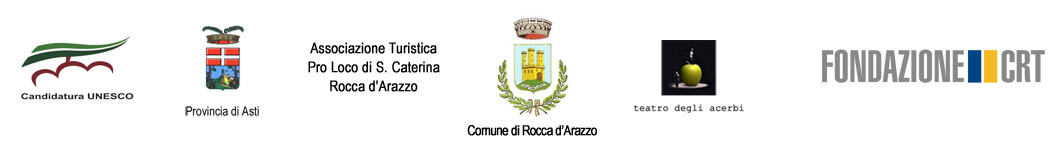 Candidatura UNESCO
Provincia di Asti
Associazione Turistica
Pro Loco di S. Caterina
Rocca d'Arazzo
Comune di Rocca d'Arazzo
teatro degli acerbi
FONDAZIONE CRT